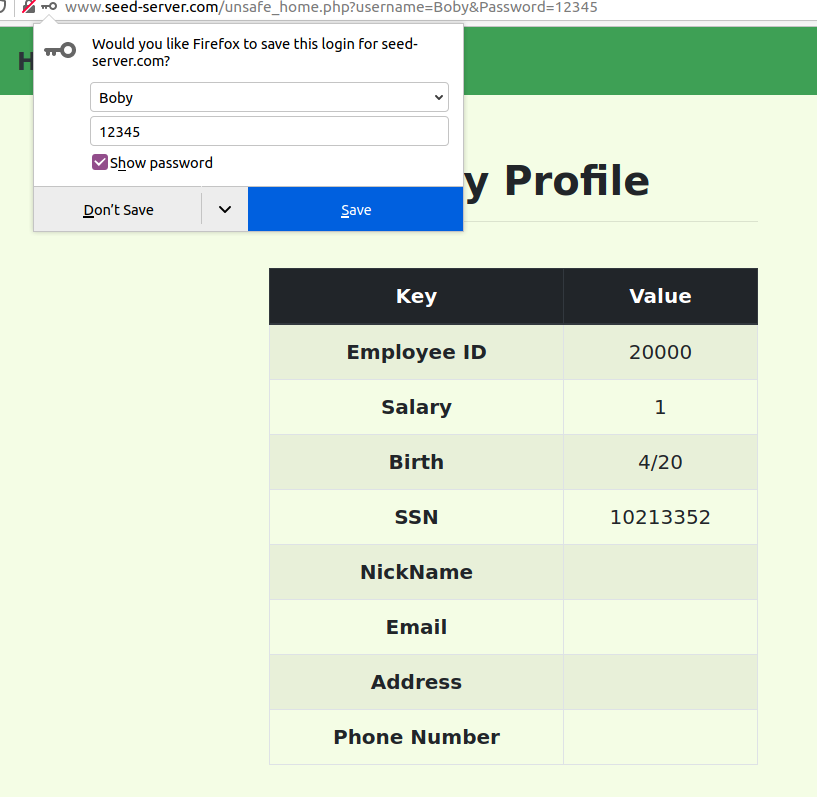 www.seed-server.com/unsafe_home.php?username=Boby&Password=12345
Would you like Firefox to save this login for seed-
server.com?
Boby
12345
Show password
Don't Save
Save
H
y Profile
Key Value
Employee ID 20000
Salary 1
Birth 4/20
SSN 10213352
NickName
Email
Address
Phone Number